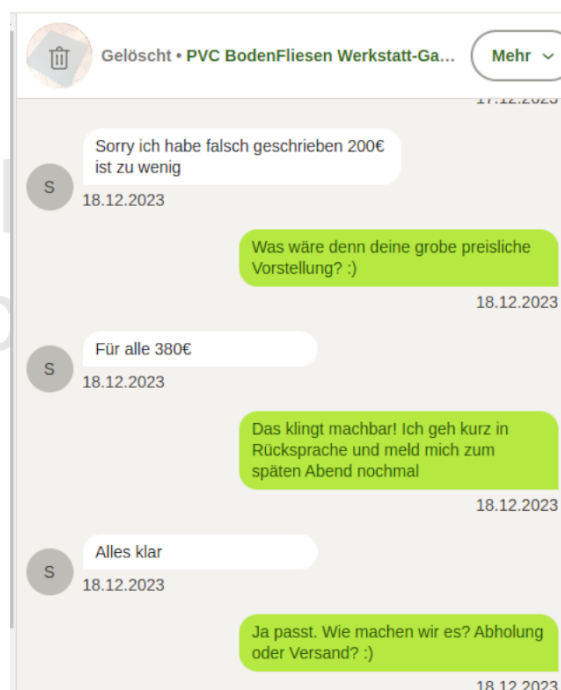 Gelöscht • PVC BodenFliesen Werkstatt-Ga...
Mehr
17.12.2023
Sorry ich habe falsch geschrieben 200€
ist zu wenig
S
18.12.2023
Was wäre denn deine grobe preisliche
Vorstellung? :)
18.12.2023
Für alle 380€
S
18.12.2023
Das klingt machbar! Ich geh kurz in
Rücksprache und meld mich zum
späten Abend nochmal
18.12.2023
Alles klar
S
18.12.2023
Ja passt. Wie machen wir es? Abholung
oder Versand? :)
18.12.2023